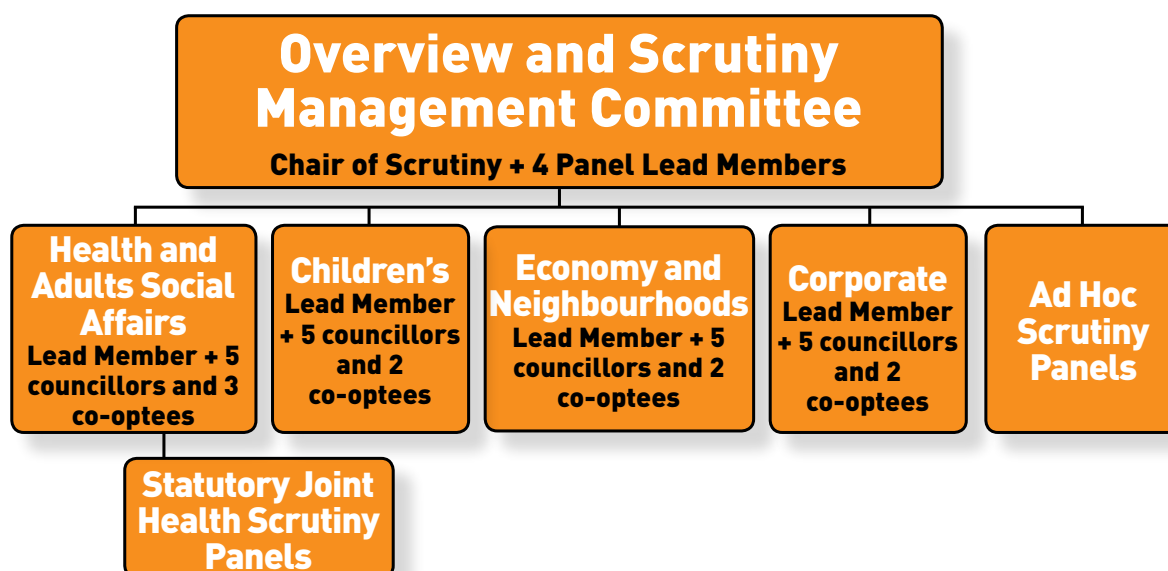 Overview and Scrutiny
Management Committee
Chair of Scrutiny + 4 Panel Lead Members
Health and
Adults Social
Affairs
Lead Member + 5
councillors and 3
co-optees
Children's
Lead Member
+ 5 councillors
and 2
co-optees
Economy and
Neighbourhoods
Lead Member + 5
councillors and 2
co-optees
Corporate
Lead Member
+ 5 councillors
and 2
co-optees
Ad Hoc
Scrutiny
Panels
Statutory Joint
Health Scrutiny
Panels